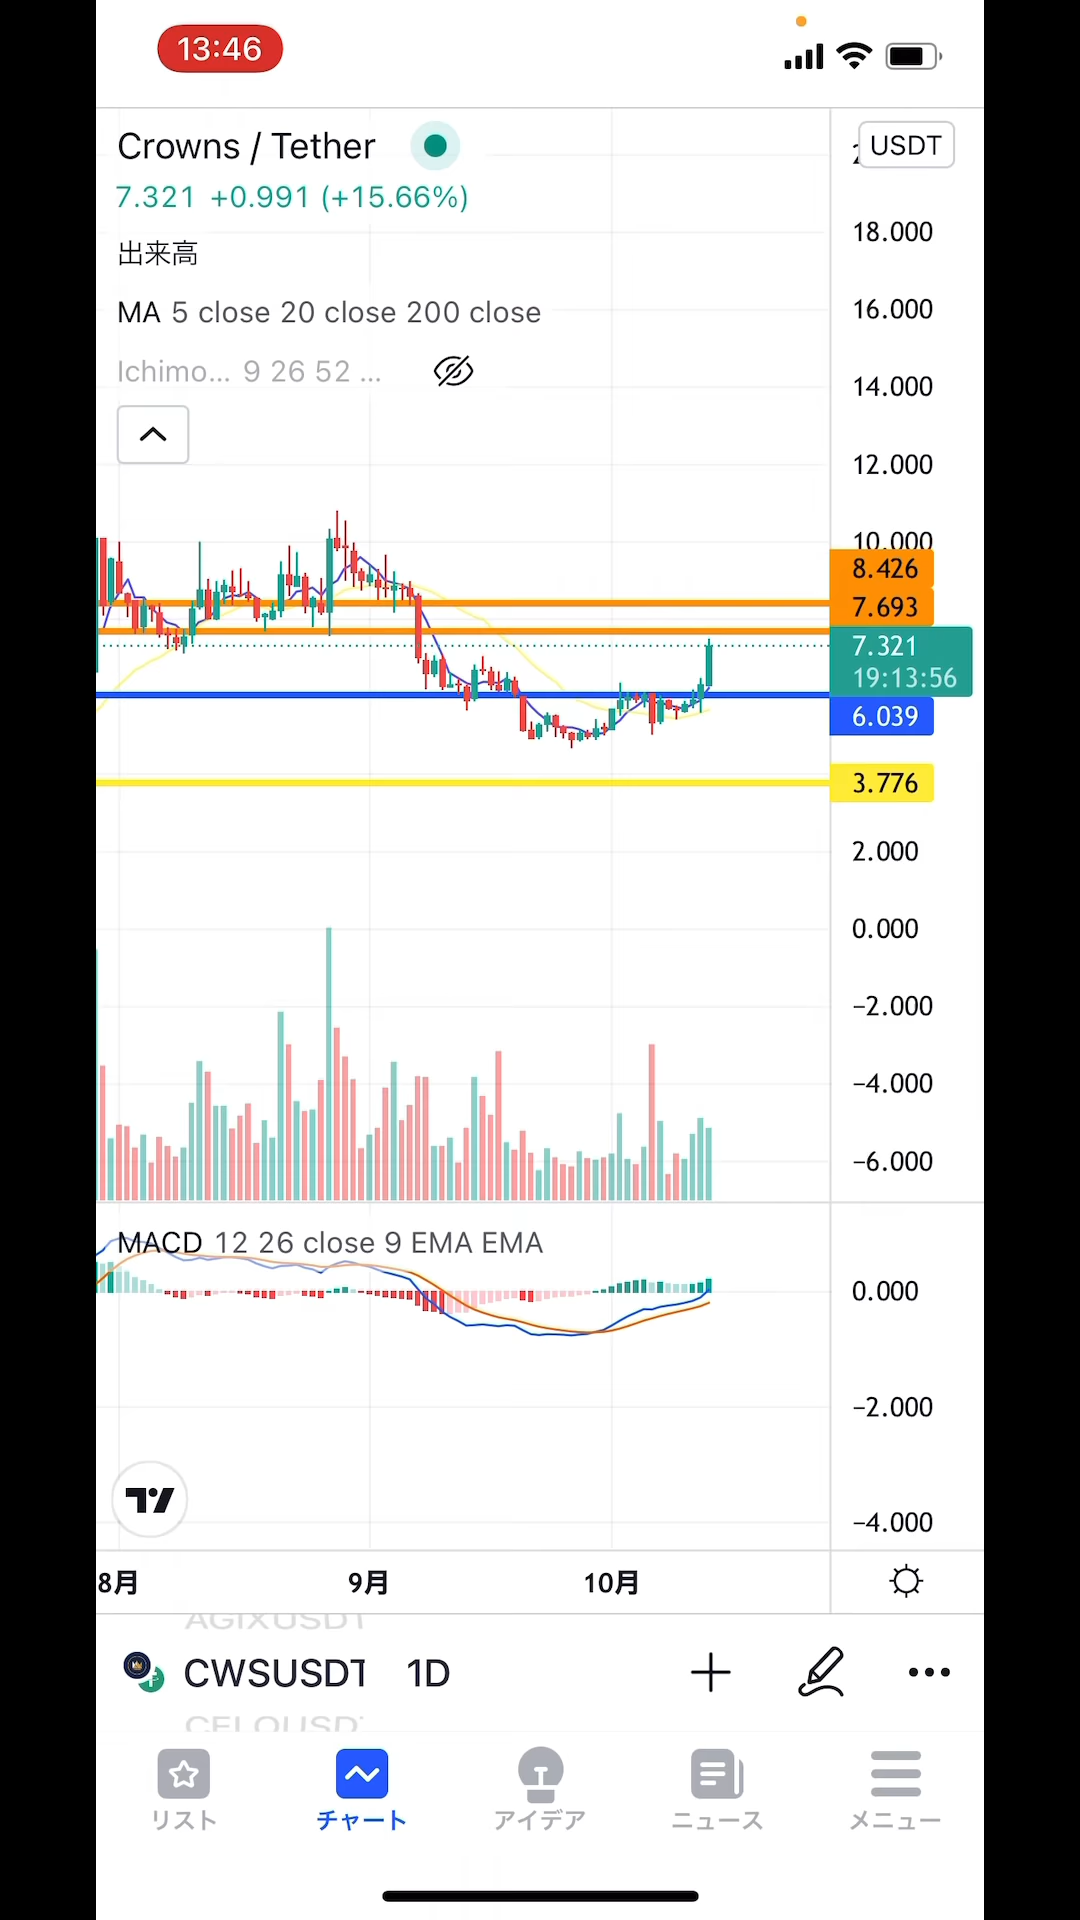 13:46
Crowns / Tether
USDT
7.321 +0.991 (+15.66%)
出来高
MA 5 close 20 close 200 close
Ichimo... 9 26 52 ...
18.000
16.000
14.000
12.000
10.000
8.426
7.693
7.321
19:13:56
6.039
3.776
2.000
0.000
−2.000
−4.000
−6.000
MACD 12 26 close 9 EMA EMA
0.000
−2.000
−4.000
8月 9月 10月
AGIXUSDT
CWSUSDT 1D
CELOUSD
リスト チャート アイデア ニュース メニュー